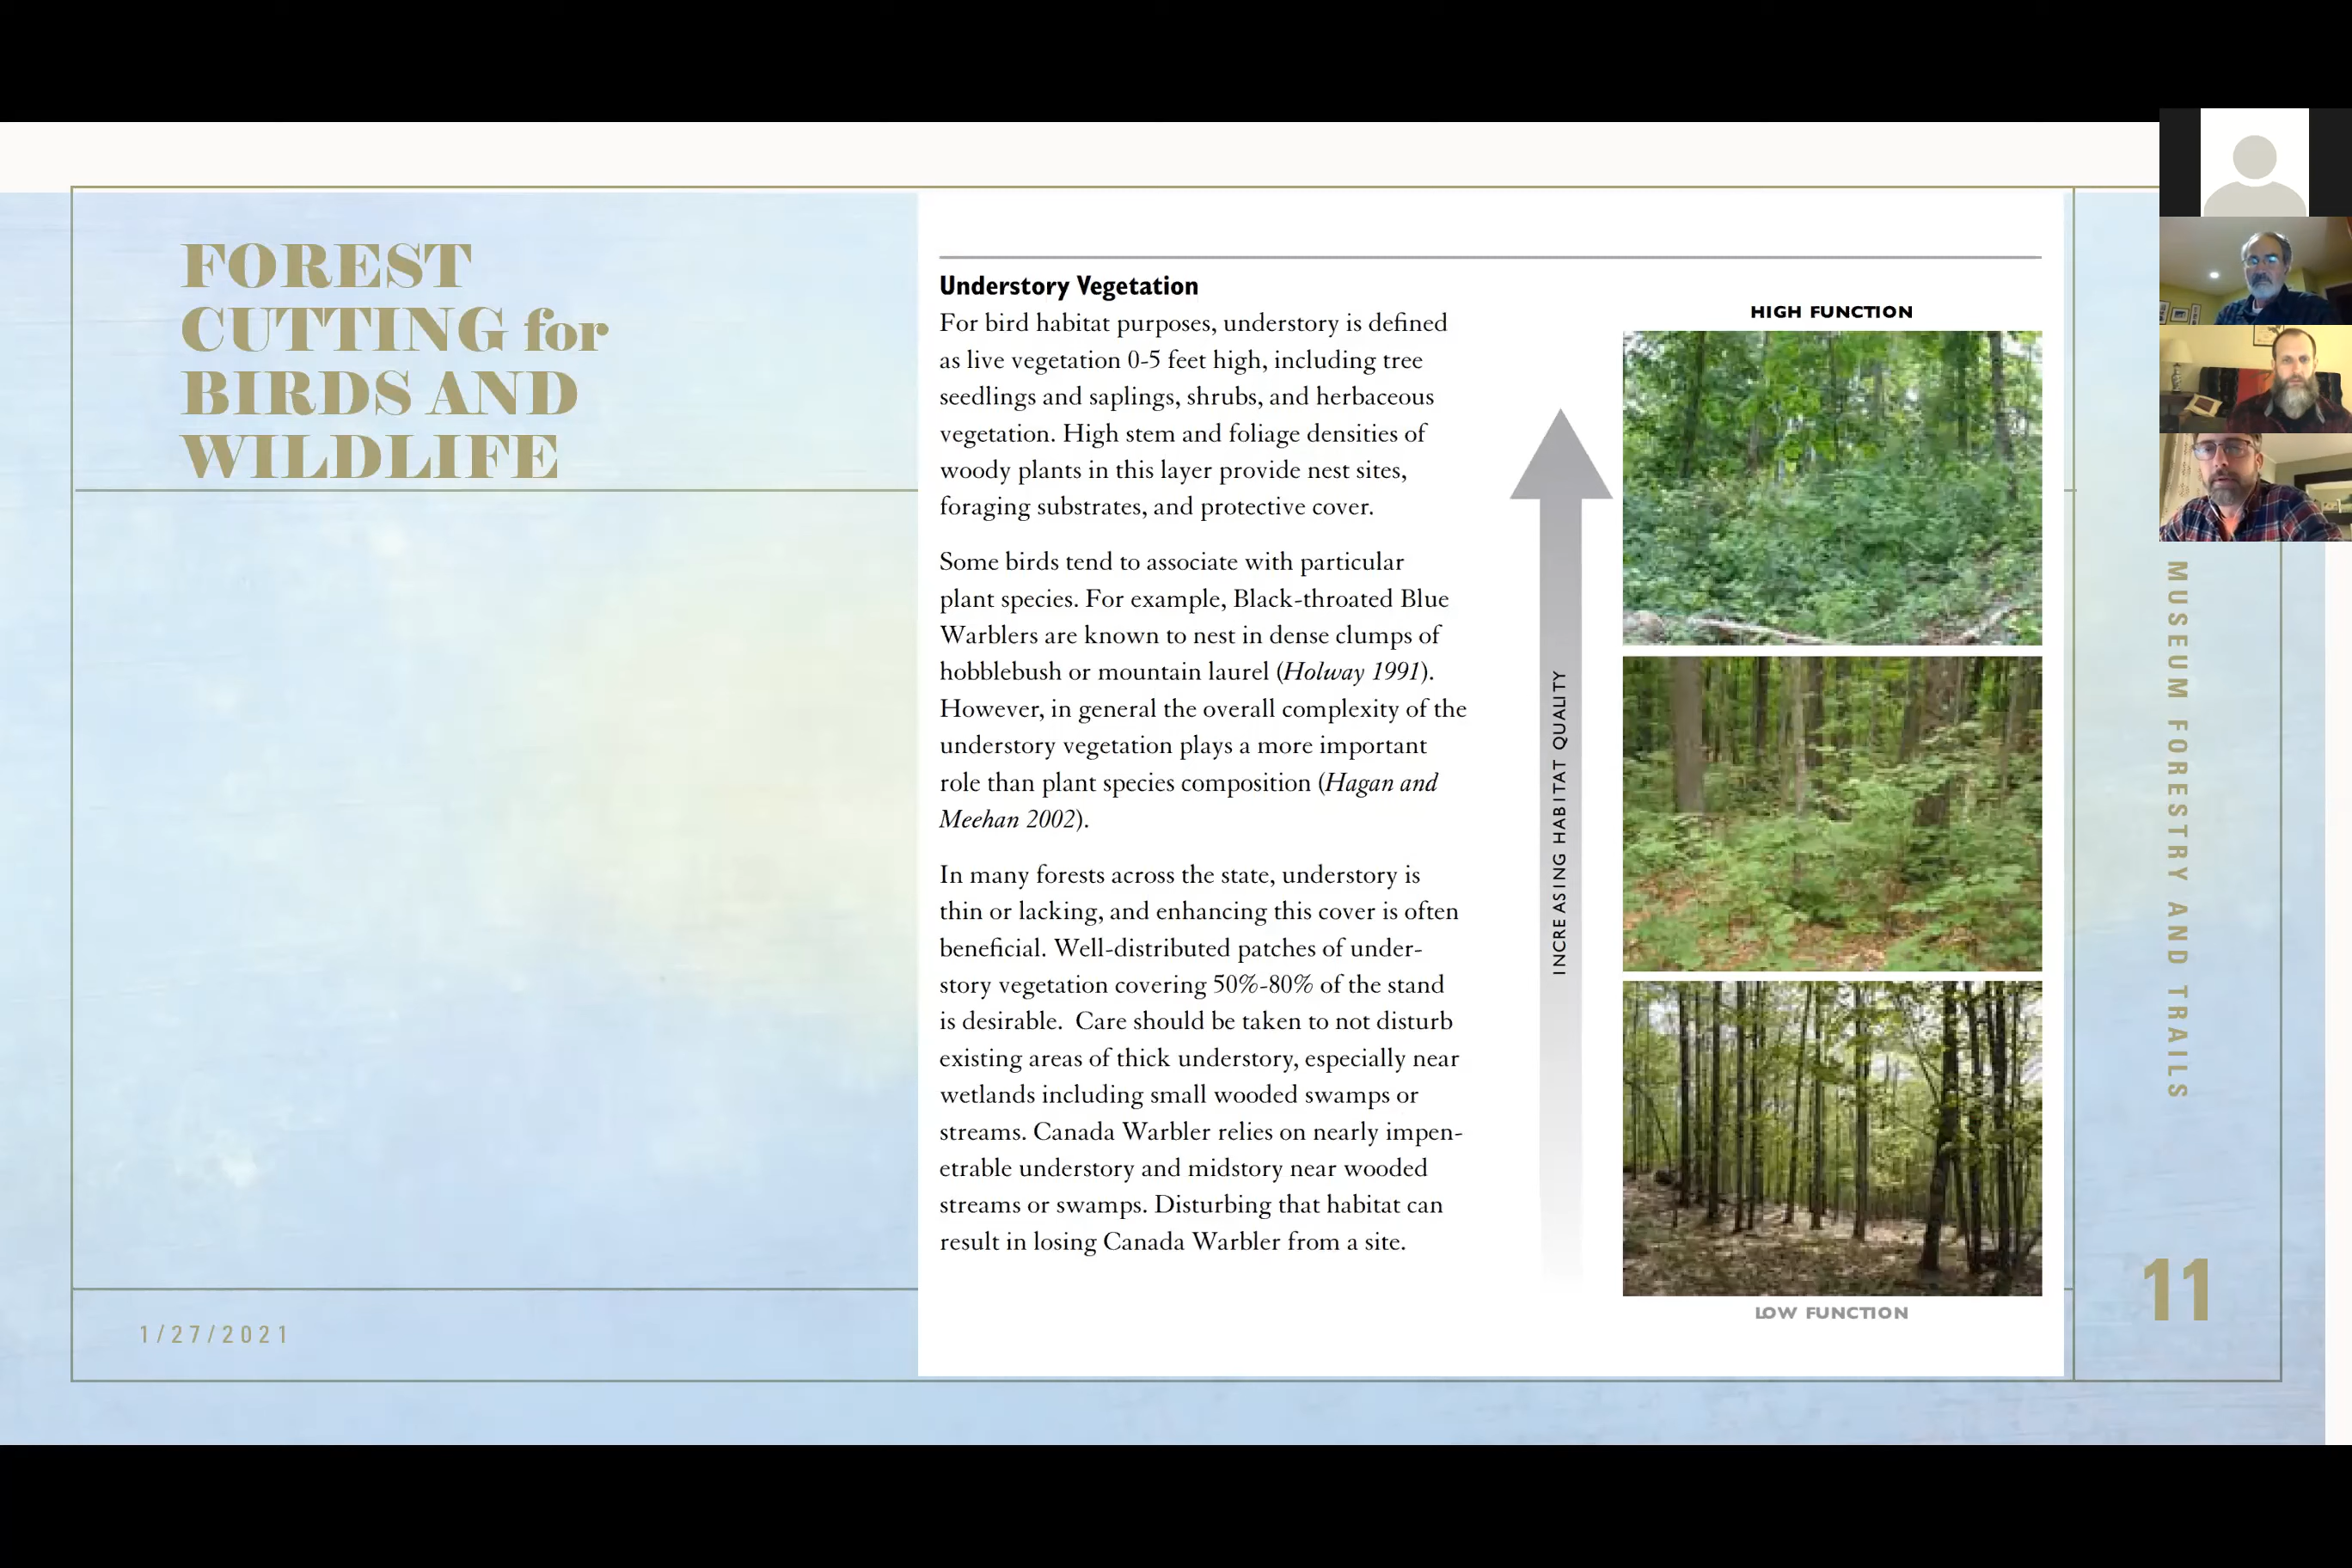 FOREST
CUTTING for
BIRDS AND
WILDLIFE
1/27/2021
Understory Vegetation
For bird habitat purposes, understory is defined
as live vegetation 0-5 feet high, including tree
seedlings and saplings, shrubs, and herbaceous
vegetation. High stem and foliage densities of
woody plants in this layer provide nest sites,
foraging substrates, and protective cover.
Some birds tend to associate with particular
plant species. For example, Black-throated Blue
Warblers are known to nest in dense clumps of
hobblebush or mountain laurel (Holway 1991).
However, in general the overall complexity of the
understory vegetation plays a more important
role than plant species composition (Hagan and
Meehan 2002).
In many forests across the state, understory is
thin or lacking, and enhancing this cover is often
beneficial. Well-distributed patches of under-
story vegetation covering 50%-80% of the stand
is desirable. Care should be taken to not disturb
existing areas of thick understory, especially near
wetlands including small wooded swamps or
streams. Canada Warbler relies on nearly impen-
etrable understory and midstory near wooded
streams or swamps. Disturbing that habitat can
result in losing Canada Warbler from a site.
INCREASING HABITAT QUALITY
HIGH FUNCTION
LOW FUNCTION
MUSEUM FORESTRY AND TRAILS
11